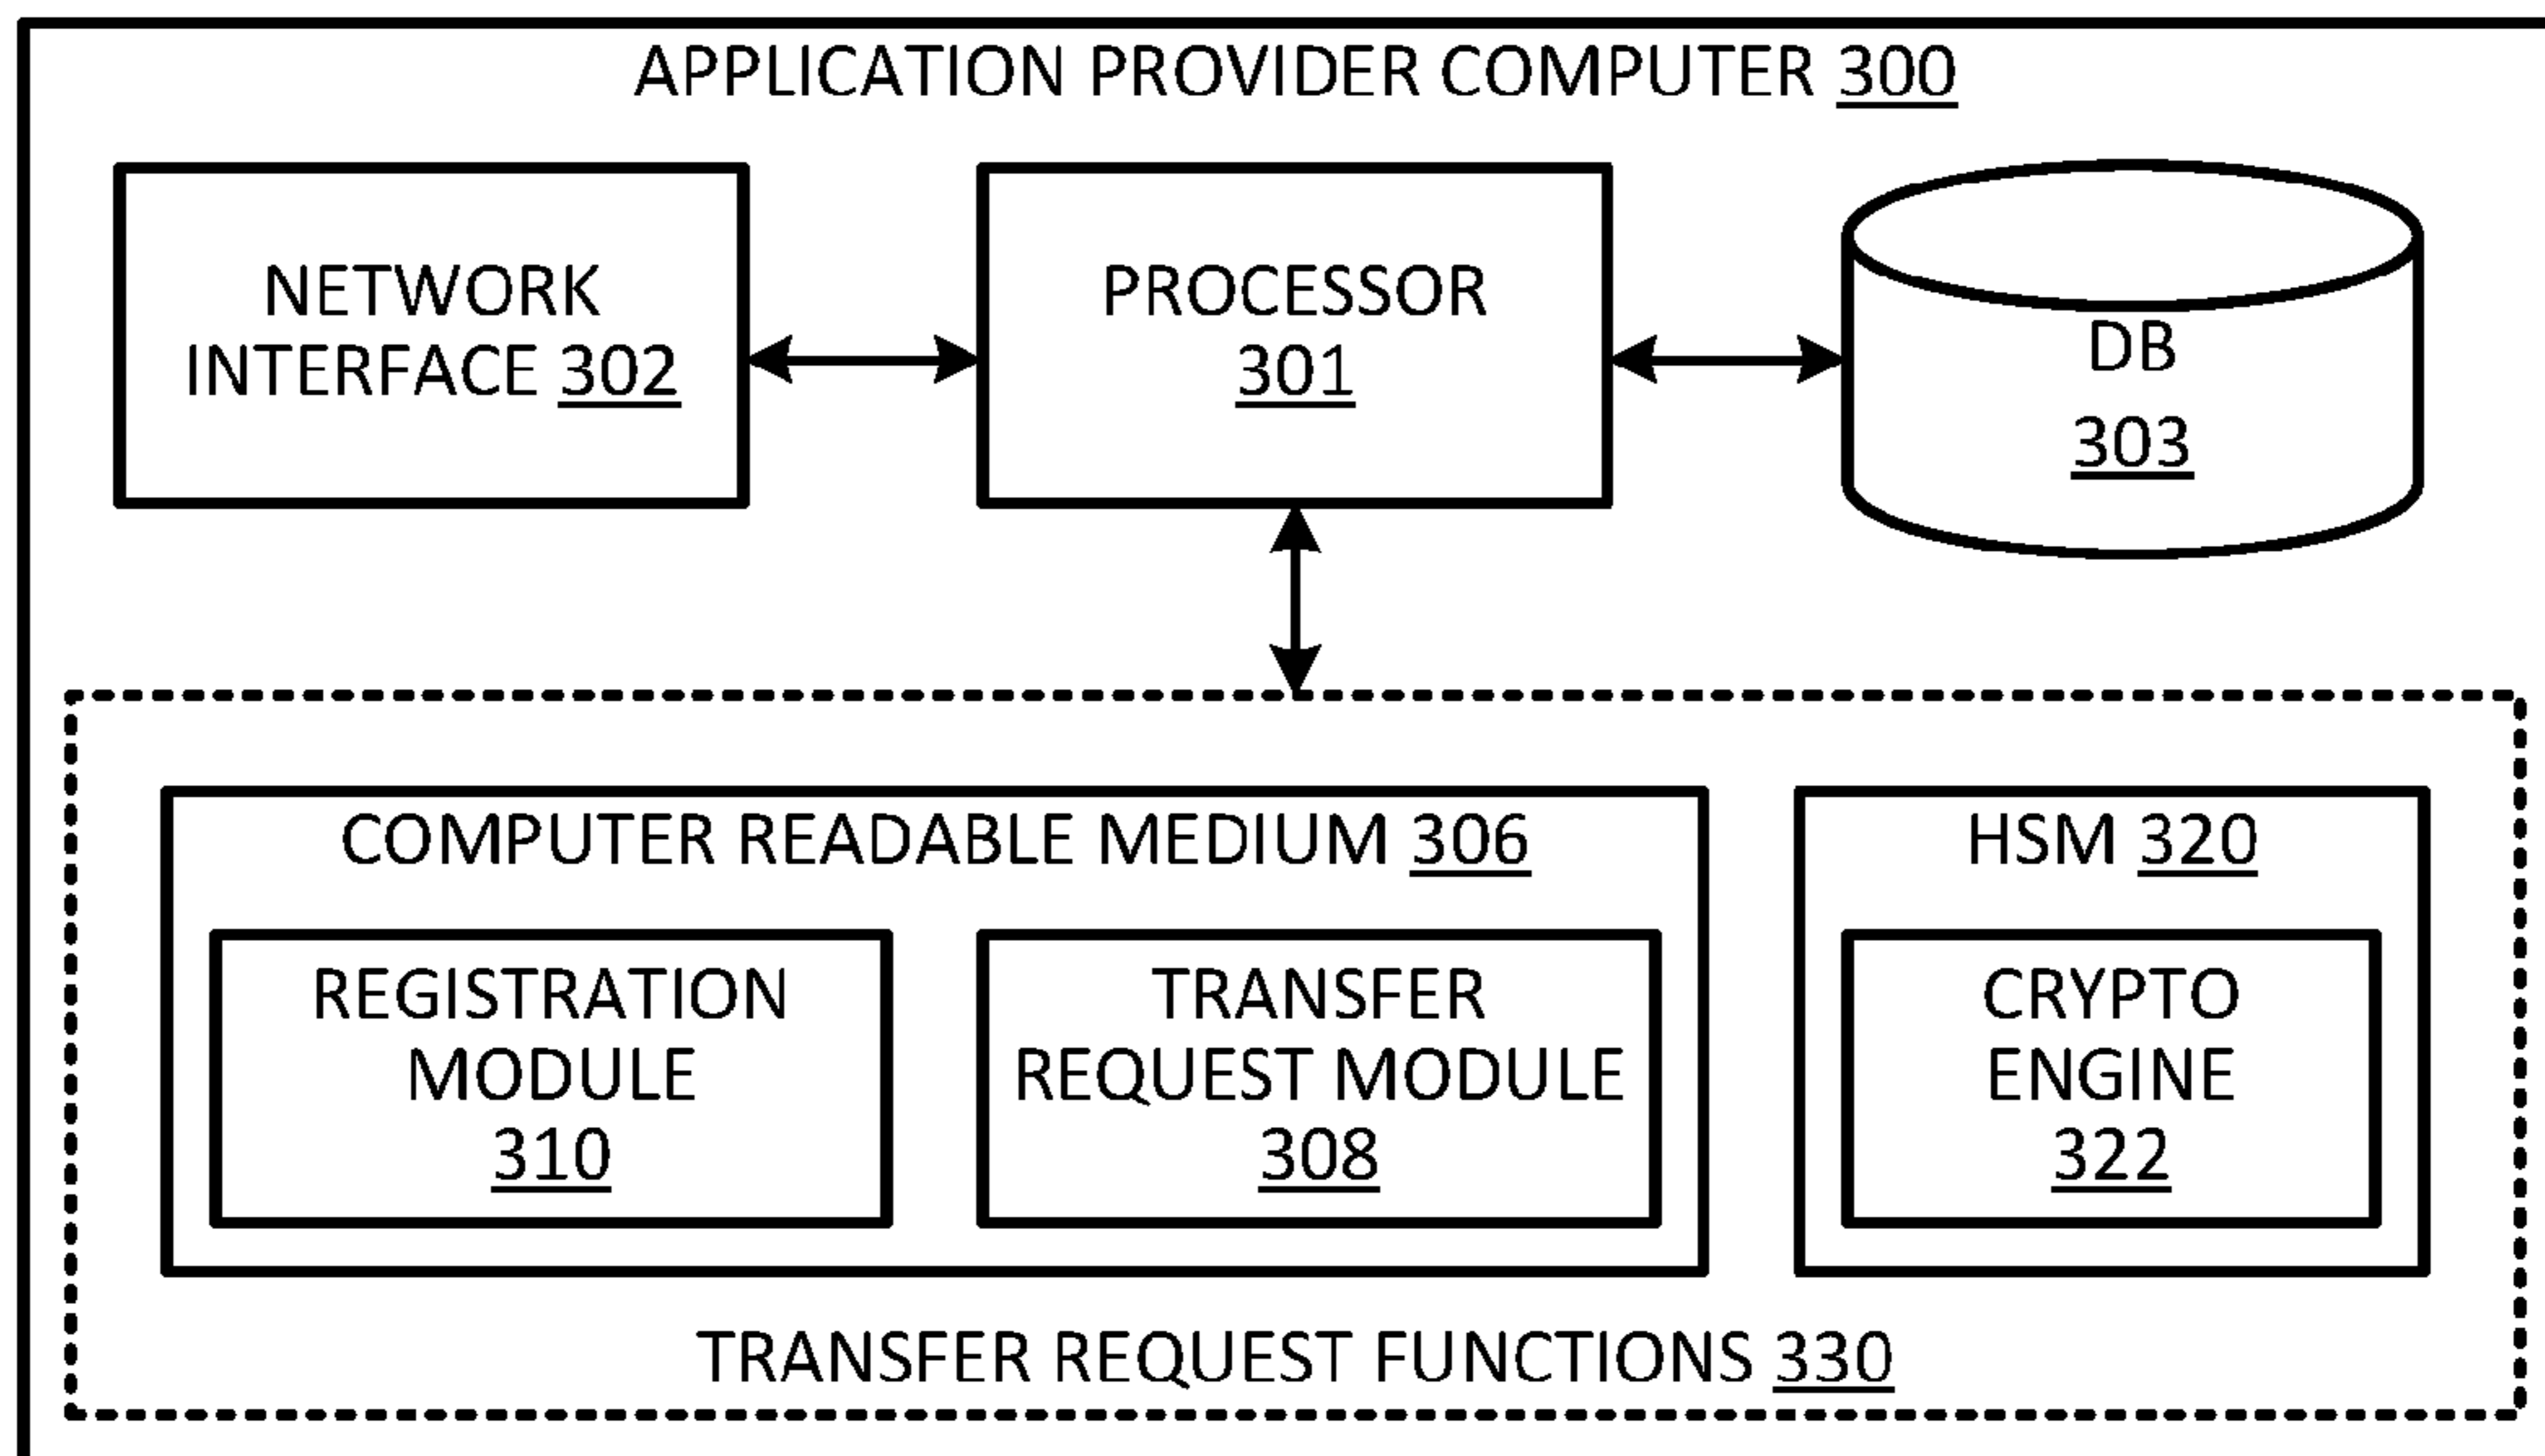 APPLICATION PROVIDER COMPUTER 300
NETWORK
INTERFACE 302
PROCESSOR
301
DB
303
COMPUTER READABLE MEDIUM 306
REGISTRATION
MODULE
310
TRANSFER
REQUEST MODULE
308
HSM 320
CRYPTO
ENGINE
322
TRANSFER REQUEST FUNCTIONS 330